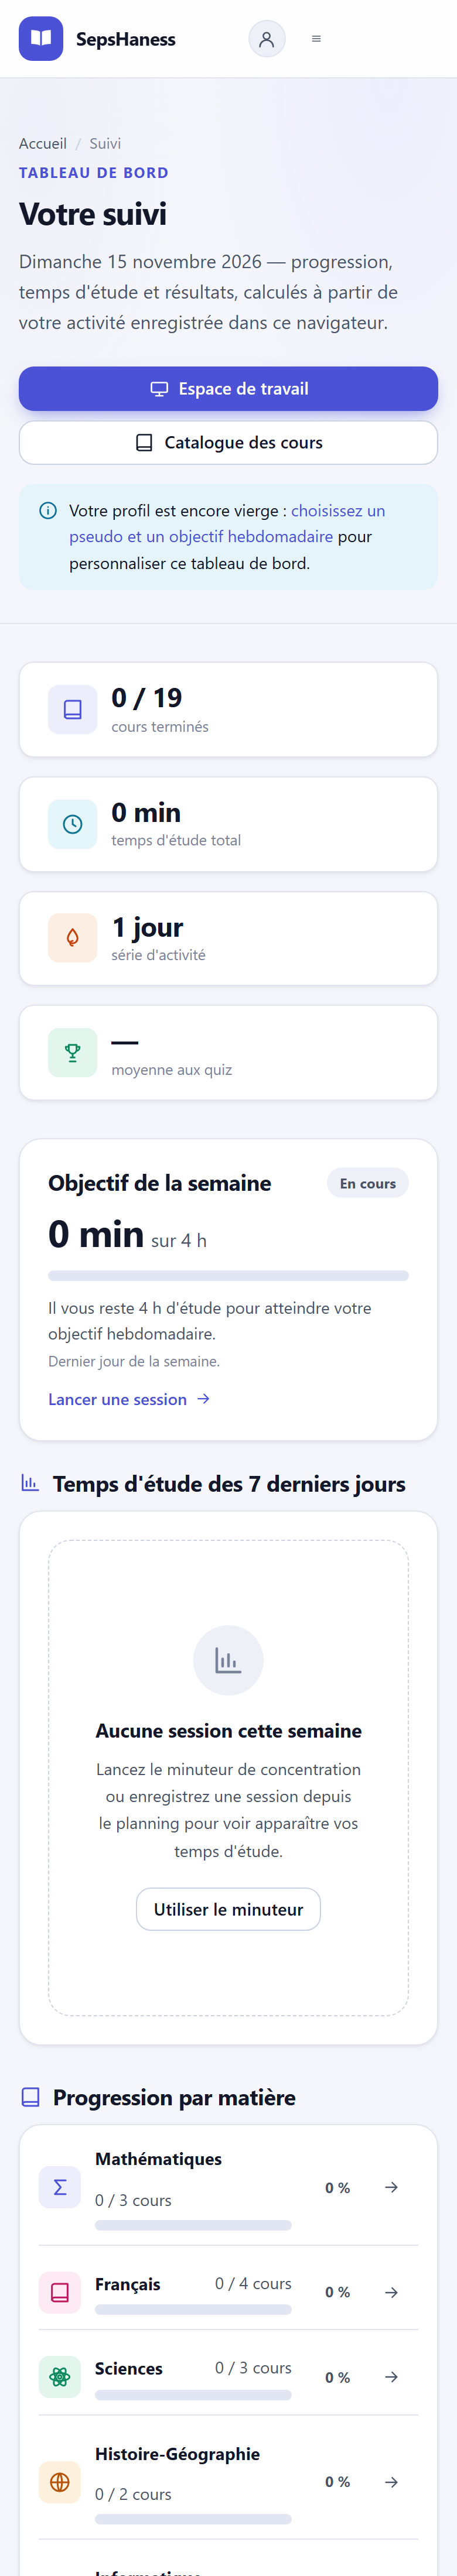 SepsHaness
Accueil / Suivi
TABLEAU DE BORD
Votre suivi
Dimanche 15 novembre 2026 — progression,
temps d'étude et résultats, calculés à partir de
votre activité enregistrée dans ce navigateur.
Espace de travail
Catalogue des cours
Votre profil est encore vierge : choisissez un
pseudo et un objectif hebdomadaire pour
personnaliser ce tableau de bord.
0 / 19
cours terminés
0 min
temps d'étude total
1 jour
série d'activité
—
moyenne aux quiz
Objectif de la semaine
En cours
0 min sur 4 h
Il vous reste 4 h d'étude pour atteindre votre
objectif hebdomadaire.
Dernier jour de la semaine.
Lancer une session →
Temps d'étude des 7 derniers jours
Aucune session cette semaine
Lancez le minuteur de concentration
ou enregistrez une session depuis
le planning pour voir apparaître vos
temps d'étude.
Utiliser le minuteur
Progression par matière
Mathématiques
0 / 3 cours
0 %
Français 0 / 4 cours
0 %
Sciences 0 / 3 cours
0 %
Histoire-Géographie
0 / 2 cours
0 %